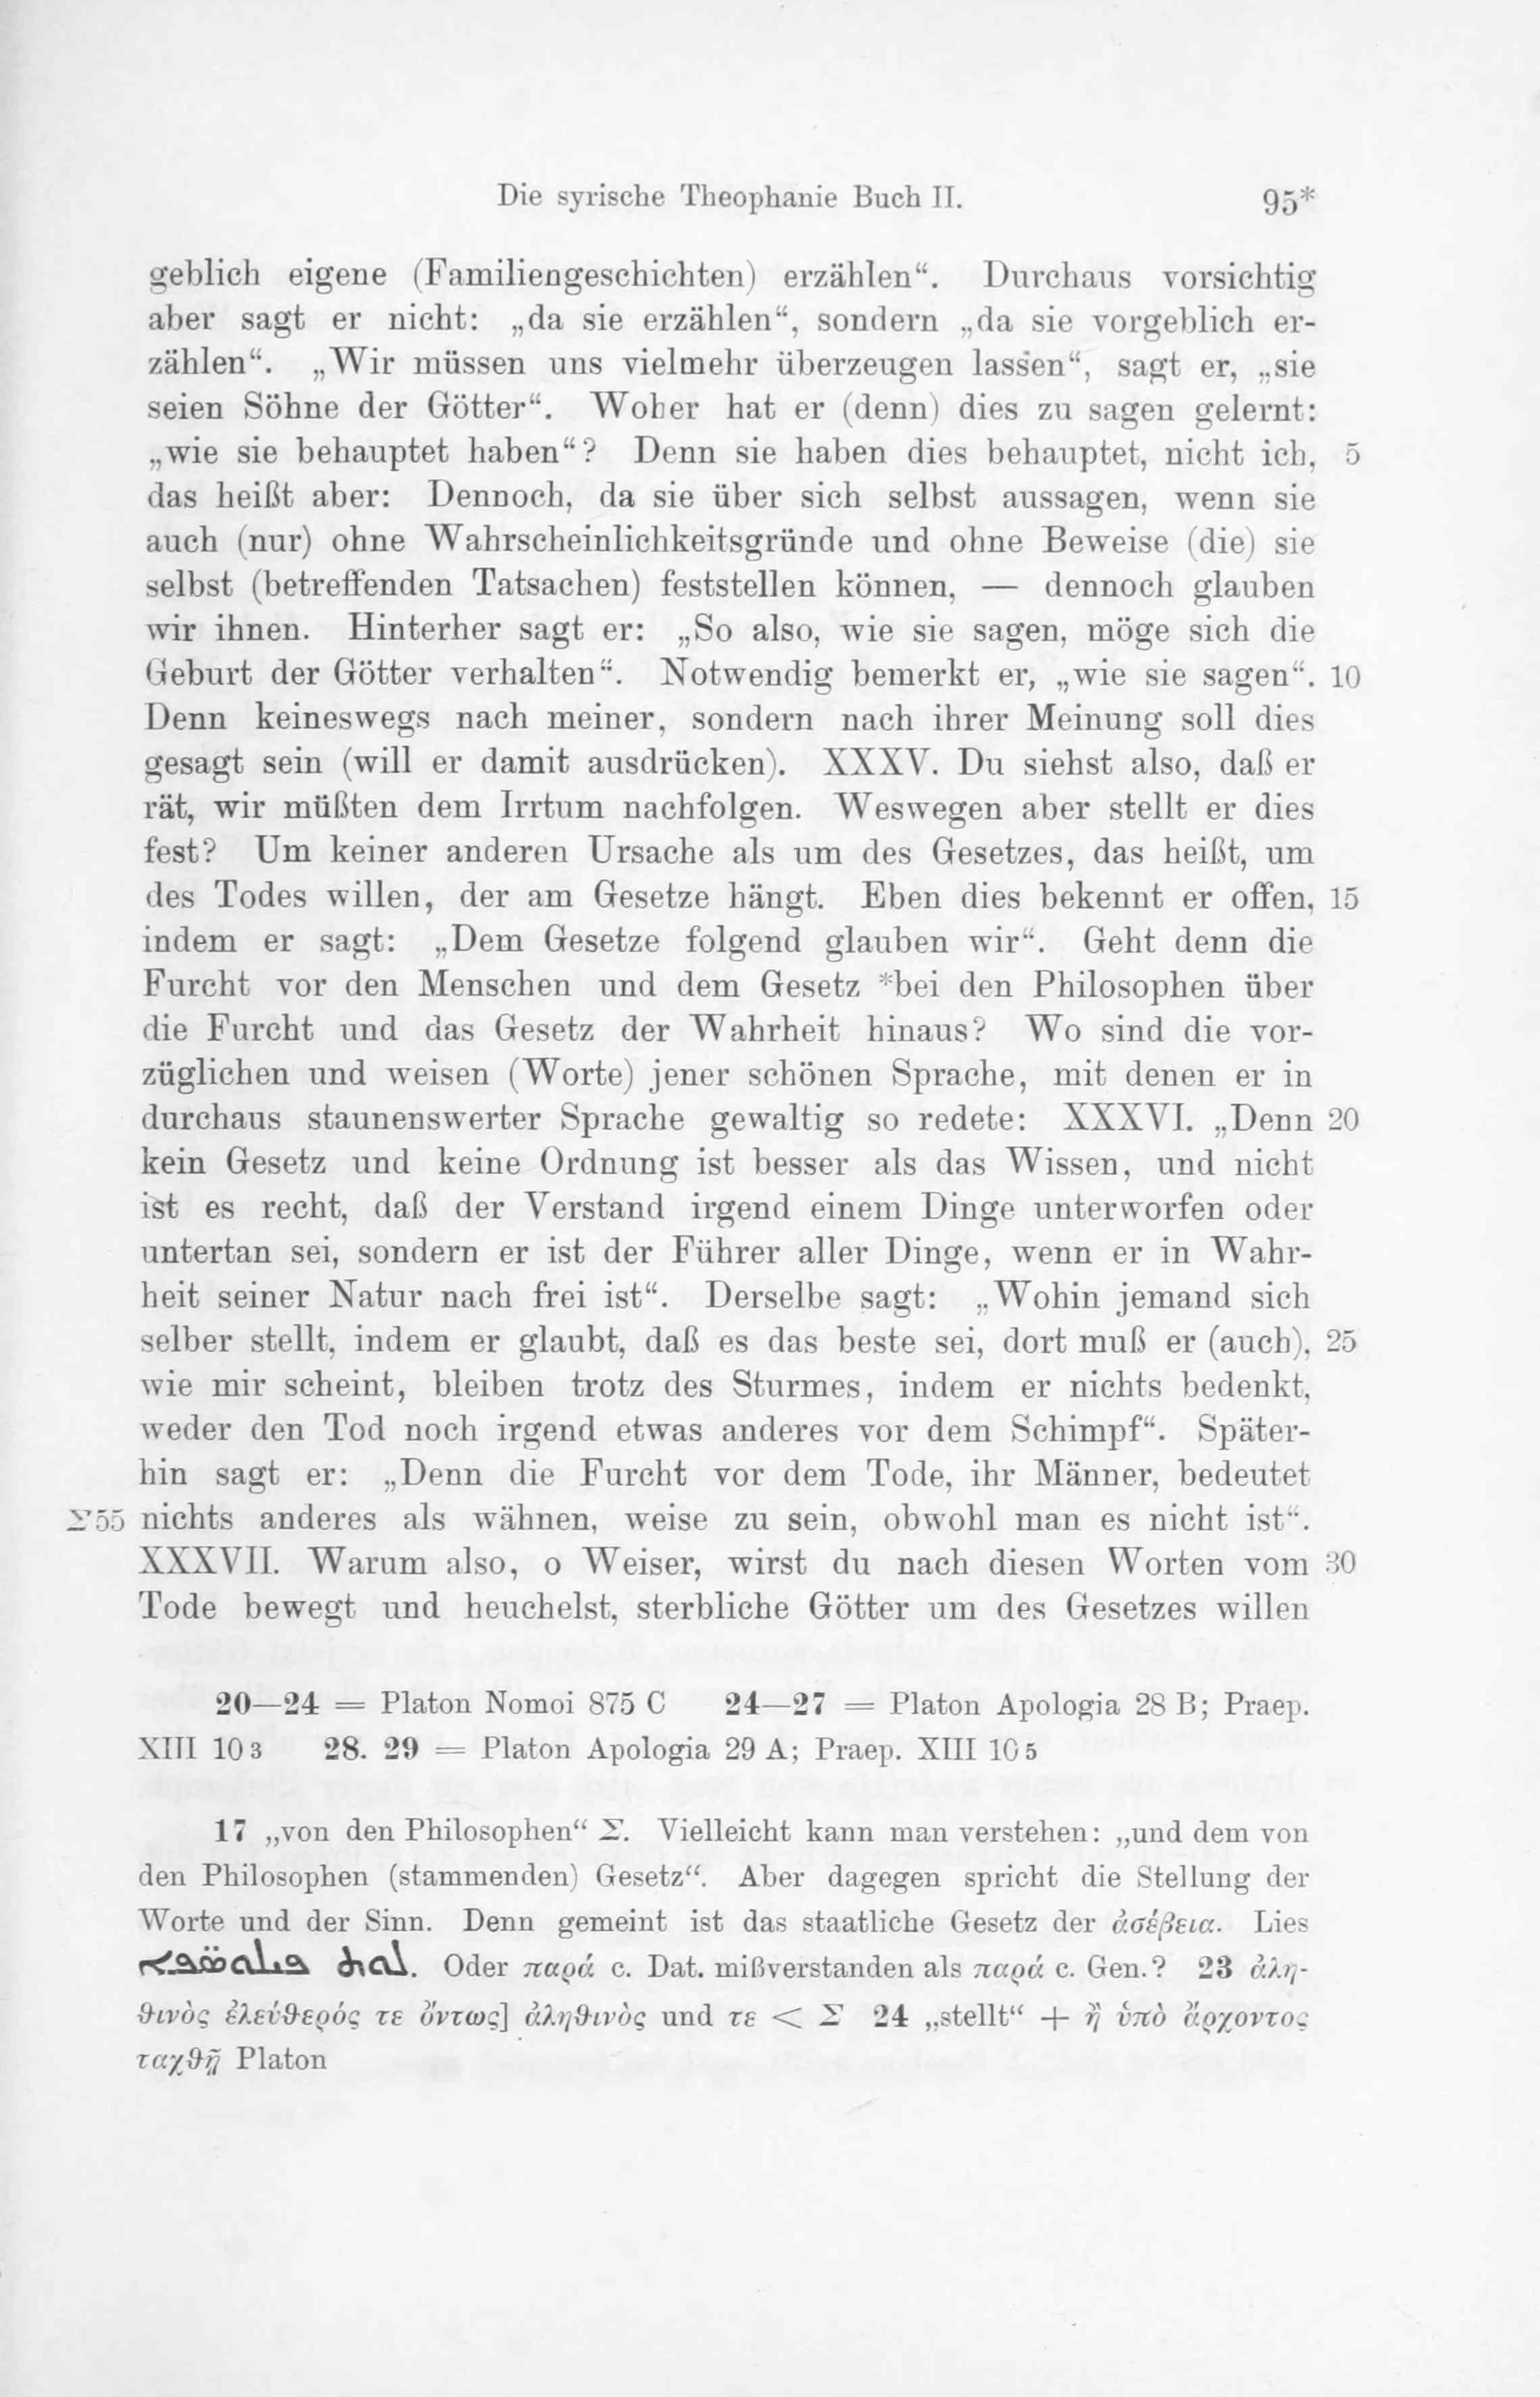 Die syrische Theophanie Buch II. 95*
geblich eigene (Familiengeschichten) erzählen“. Durchaus vorsichtig
aber sagt er nicht: „da sie erzählen“, sondern „da sie vorgeblich er-
zählen“. „Wir müssen uns vielmehr überzeugen lassen“, sagt er, „sie
seien Söhne der Götter“. Woher hat er (denn) dies zu sagen gelernt:
„wie sie behauptet haben“? Denn sie haben dies behauptet, nicht ich, 5
das heißt aber: Dennoch, da sie über sich selbst aussagen, wenn sie
auch (nur) ohne Wahrscheinlichkeitsgründe und ohne Beweise (die) sie
selbst (betreffenden Tatsachen) feststellen können, — dennoch glauben
wir ihnen. Hinterher sagt er: „So also, wie sie sagen, möge sich die
Geburt der Götter verhalten“. Notwendig bemerkt er, „wie sie sagen“. 10
Denn keineswegs nach meiner, sondern nach ihrer Meinung soll dies
gesagt sein (will er damit ausdrücken). XXXV. Du siehst also, daß er
rät, wir müßten dem Irrtum nachfolgen. Weswegen aber stellt er dies
fest? Um keiner anderen Ursache als um des Gesetzes, das heißt, um
des Todes willen, der am Gesetze hängt. Eben dies bekennt er offen, 15
indem er sagt: „Dem Gesetze folgend glauben wir“. Geht denn die
Furcht vor den Menschen und dem Gesetz *bei den Philosophen über
die Furcht und das Gesetz der Wahrheit hinaus? Wo sind die vor-
züglichen und weisen (Worte) jener schönen Sprache, mit denen er in
durchaus staunenswerter Sprache gewaltig so redete: XXXVI. „Denn 20
kein Gesetz und keine Ordnung ist besser als das Wissen, und nicht
ist es recht, daß der Verstand irgend einem Dinge unterworfen oder
untertan sei, sondern er ist der Führer aller Dinge, wenn er in Wahr-
heit seiner Natur nach frei ist“. Derselbe sagt: „Wohin jemand sich
selber stellt, indem er glaubt, daß es das beste sei, dort muß er (auch), 25
wie mir scheint, bleiben trotz des Sturmes, indem er nichts bedenkt,
weder den Tod noch irgend etwas anderes vor dem Schimpf“. Später-
hin sagt er: „Denn die Furcht vor dem Tode, ihr Männer, bedeutet
Σ 55 nichts anderes als wähnen, weise zu sein, obwohl man es nicht ist“.
XXXVII. Warum also, o Weiser, wirst du nach diesen Worten vom 30
Tode bewegt und heuchelst, sterbliche Götter um des Gesetzes willen
20—24 = Platon Nomoi 875 C 24—27 = Platon Apologia 28 B; Praep.
XIII 10 3 28. 29 = Platon Apologia 29 A; Praep. XIII 10 5
17 „von den Philosophen“ Σ. Vielleicht kann man verstehen: „und dem von
den Philosophen (stammenden) Gesetz“. Aber dagegen spricht die Stellung der
Worte und der Sinn. Denn gemeint ist das staatliche Gesetz der ἀσέβεια. Lies
ܠܘܬ ܦܝܠܘܣܘ̈ܦܐ. Oder παρά c. Dat. mißverstanden als παρά c. Gen.? 23 ἀλη-
θινὸς ἐλεύθερός τε ὄντως] ἀληθινὸς und τε < Σ 24 „stellt“ + ἢ ὑπὸ ἄρχοντος
ταχθῇ Platon